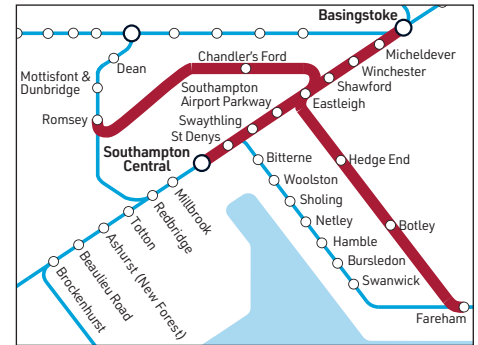 Basingstoke
Micheldever
Winchester
Shawford
Eastleigh
Chandler's Ford
Dean
Mottisfont &
Dunbridge
Romsey
Southampton
Airport Parkway
Swaythling
St Denys
Southampton
Central
Bitterne
Woolston
Sholing
Netley
Hamble
Bursledon
Swanwick
Hedge End
Botley
Fareham
Millbrook
Redbridge
Totton
Ashurst (New Forest)
Beaulieu Road
Brockenhurst